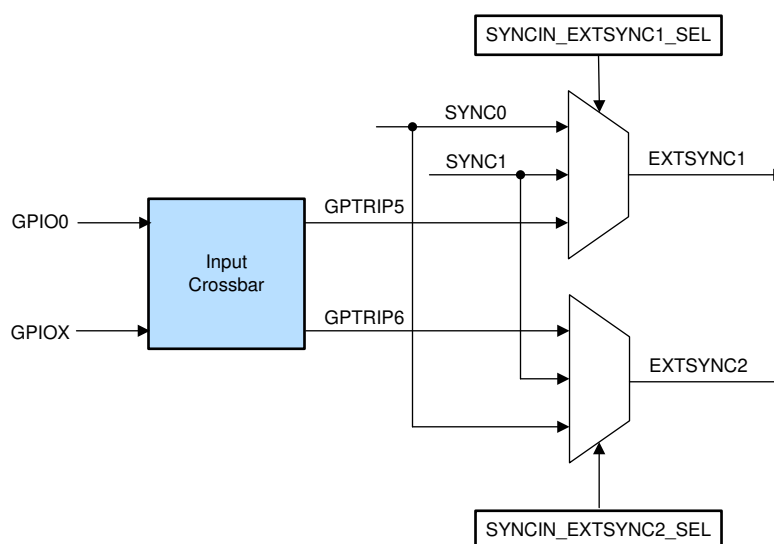 SYNCIN_EXTSYNC1_SEL
SYNC0
SYNC1
EXTSYNC1
GPIO0
GPTRIP5
Input
Crossbar
GPIOX
GPTRIP6
EXTSYNC2
SYNCIN_EXTSYNC2_SEL